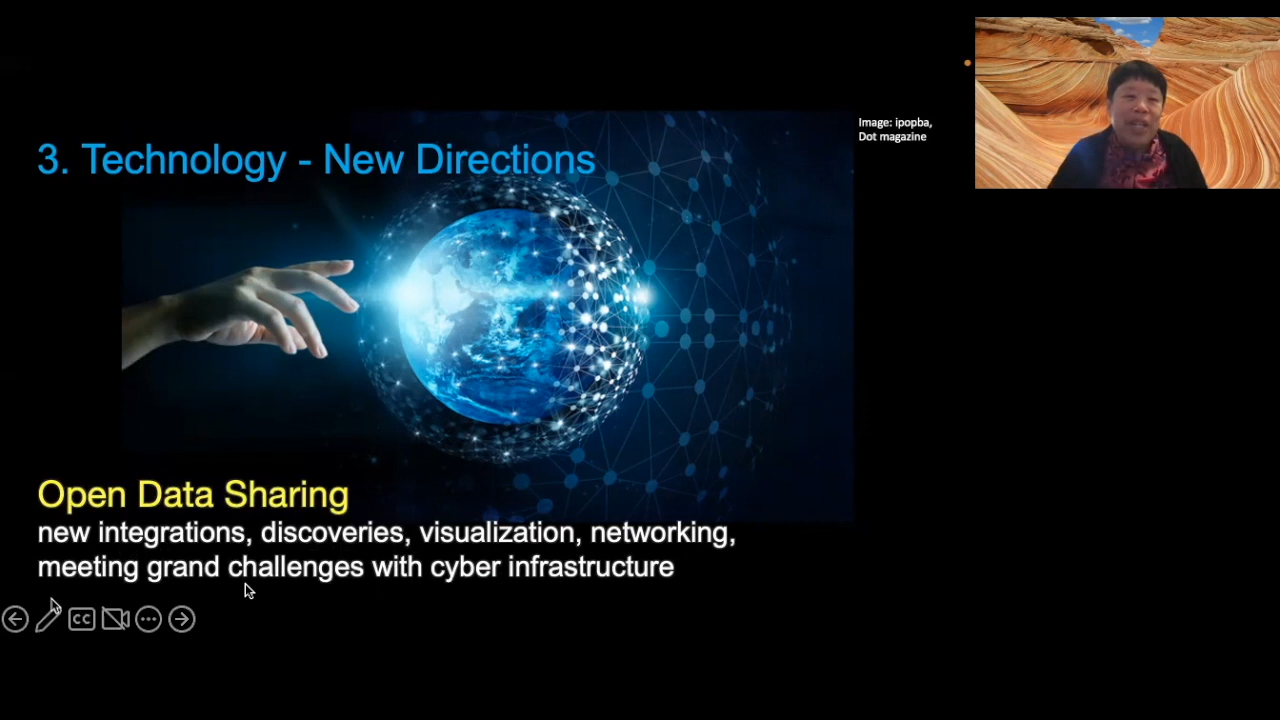 Image: ipopba,
Dot magazine
3. Technology - New Directions
Open Data Sharing
new integrations, discoveries, visualization, networking,
meeting grand challenges with cyber infrastructure
CC